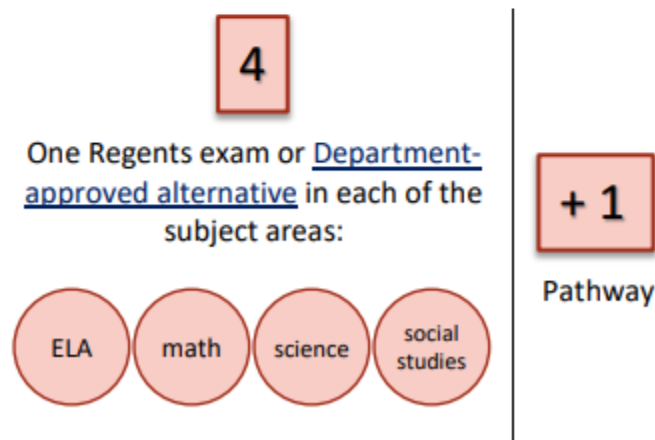 4
One Regents exam or Department-
approved alternative in each of the
subject areas:
ELA
math
science
social
studies
+ 1
Pathway